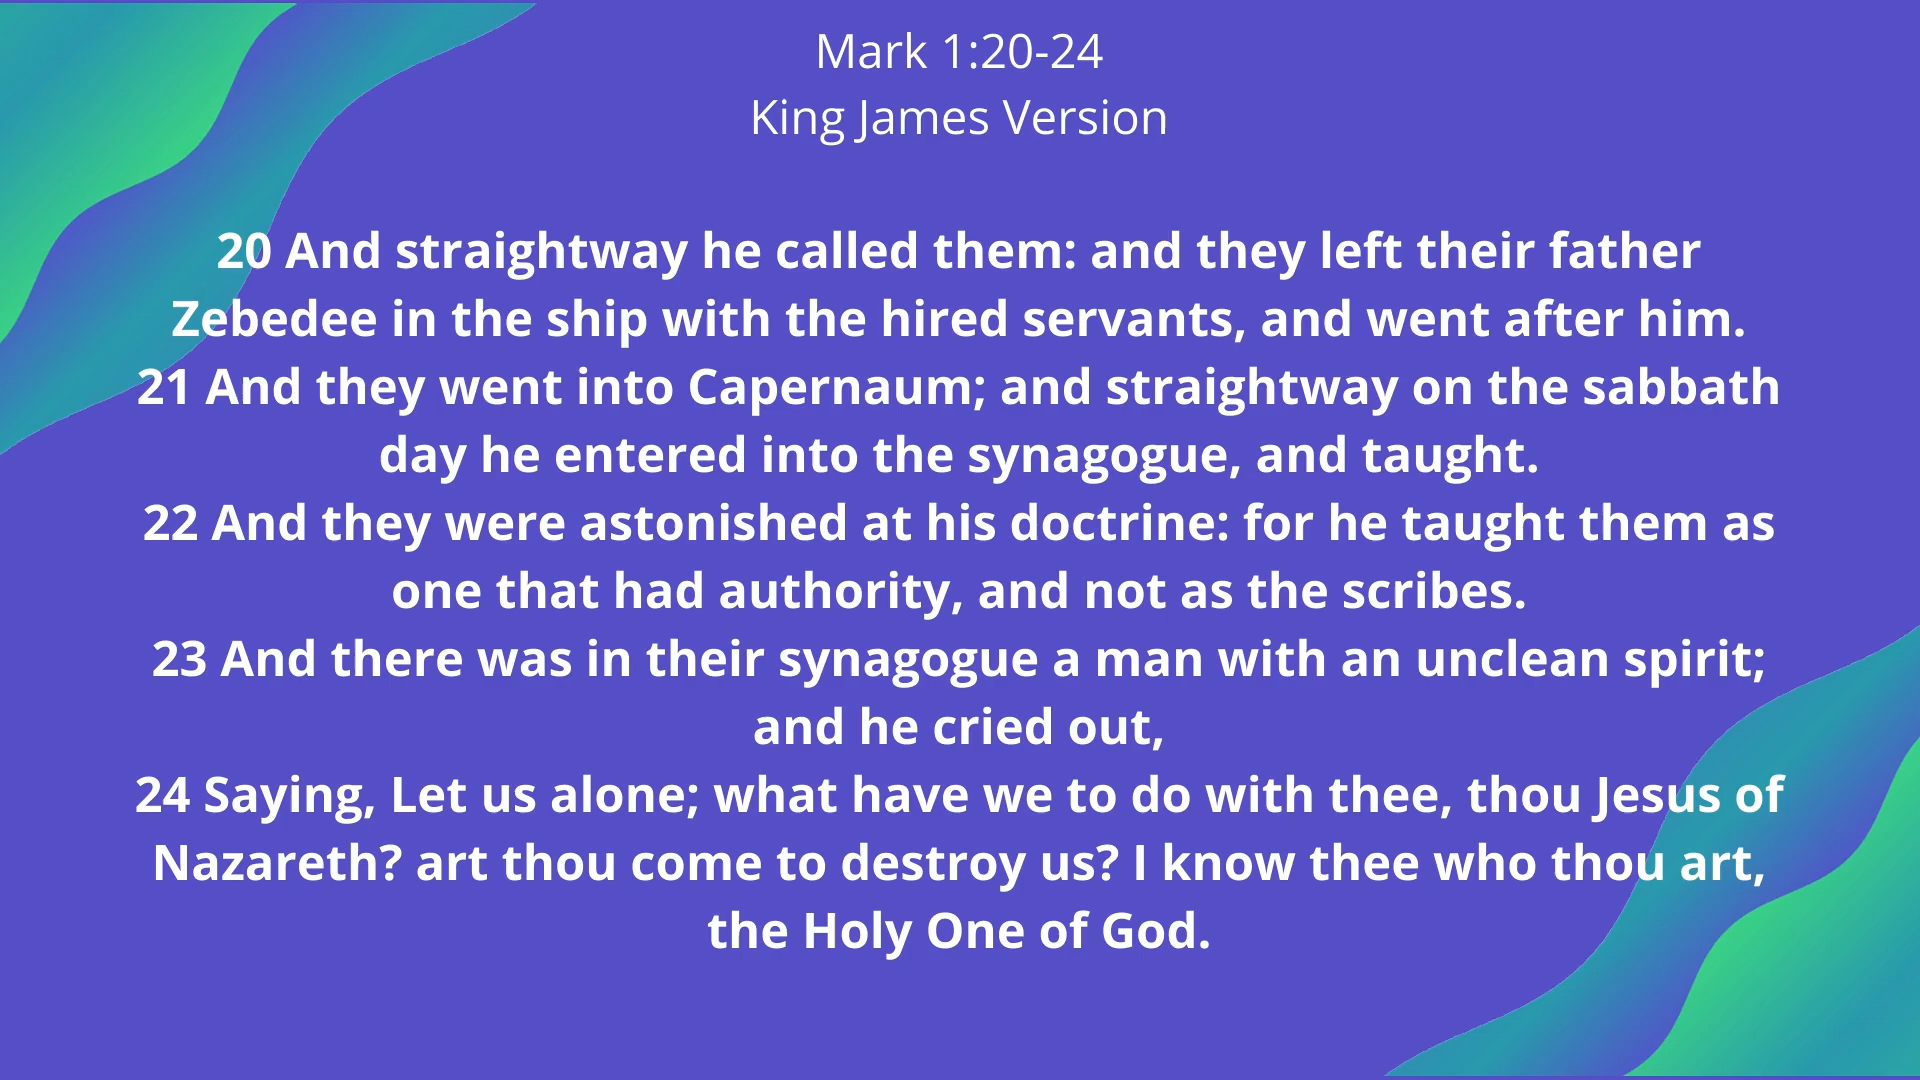 Mark 1:20-24
King James Version
20 And straightway he called them: and they left their father
Zebedee in the ship with the hired servants, and went after him.
21 And they went into Capernaum; and straightway on the sabbath
day he entered into the synagogue, and taught.
22 And they were astonished at his doctrine: for he taught them as
one that had authority, and not as the scribes.
23 And there was in their synagogue a man with an unclean spirit;
and he cried out,
24 Saying, Let us alone; what have we to do with thee, thou Jesus of
Nazareth? art thou come to destroy us? I know thee who thou art,
the Holy One of God.